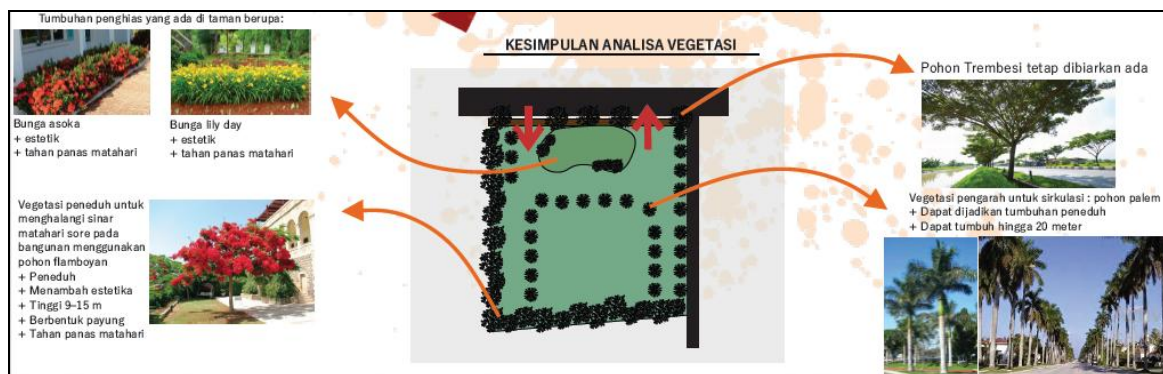 Tumbuhan penghias yang ada di taman berupa:
Bunga asoka
+ estetik
+ tahan panas matahari
Bunga lily day
+ estetik
+ tahan panas matahari
Vegetasi peneduh untuk
menghalangi sinar
matahari sore pada
bangunan menggunakan
pohon flamboyan
+ Peneduh
+ Menambah estetika
+ Tinggi 9–15 m
+ Berbentuk payung
+ Tahan panas matahari
KESIMPULAN ANALISA VEGETASI
Pohon Trembesi tetap dibiarkan ada
Vegetasi pengarah untuk sirkulasi : pohon palem
+ Dapat dijadikan tumbuhan peneduh
+ Dapat tumbuh hingga 20 meter